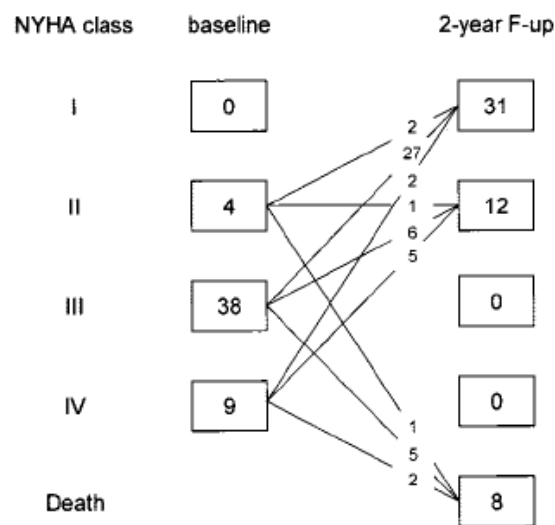 NYHA class baseline 2-year F-up
I 0 31
2
27
2
II 4 1 12
6
5
III 38 0
IV 9 0
1
5
2
Death 8